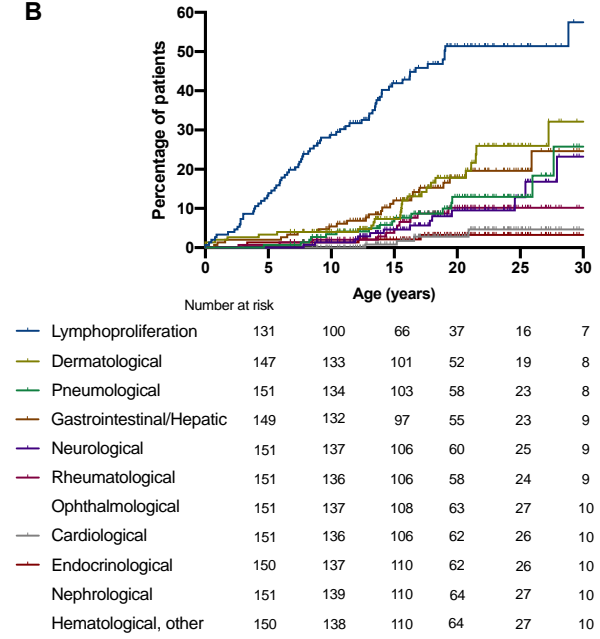 B
Percentage of patients
60
50
40
30
20
10
0
0 5 10 15 20 25 30
Age (years)
Number at risk
Lymphoproliferation 131 100 66 37 16 7
Dermatological 147 133 101 52 19 8
Pneumological 151 134 103 58 23 8
Gastrointestinal/Hepatic 149 132 97 55 23 9
Neurological 151 137 106 60 25 9
Rheumatological 151 136 106 58 24 9
Ophthalmological 151 137 108 63 27 10
Cardiological 151 136 106 62 26 10
Endocrinological 150 137 110 62 26 10
Nephrological 151 139 110 64 27 10
Hematological, other 150 138 110 64 27 10